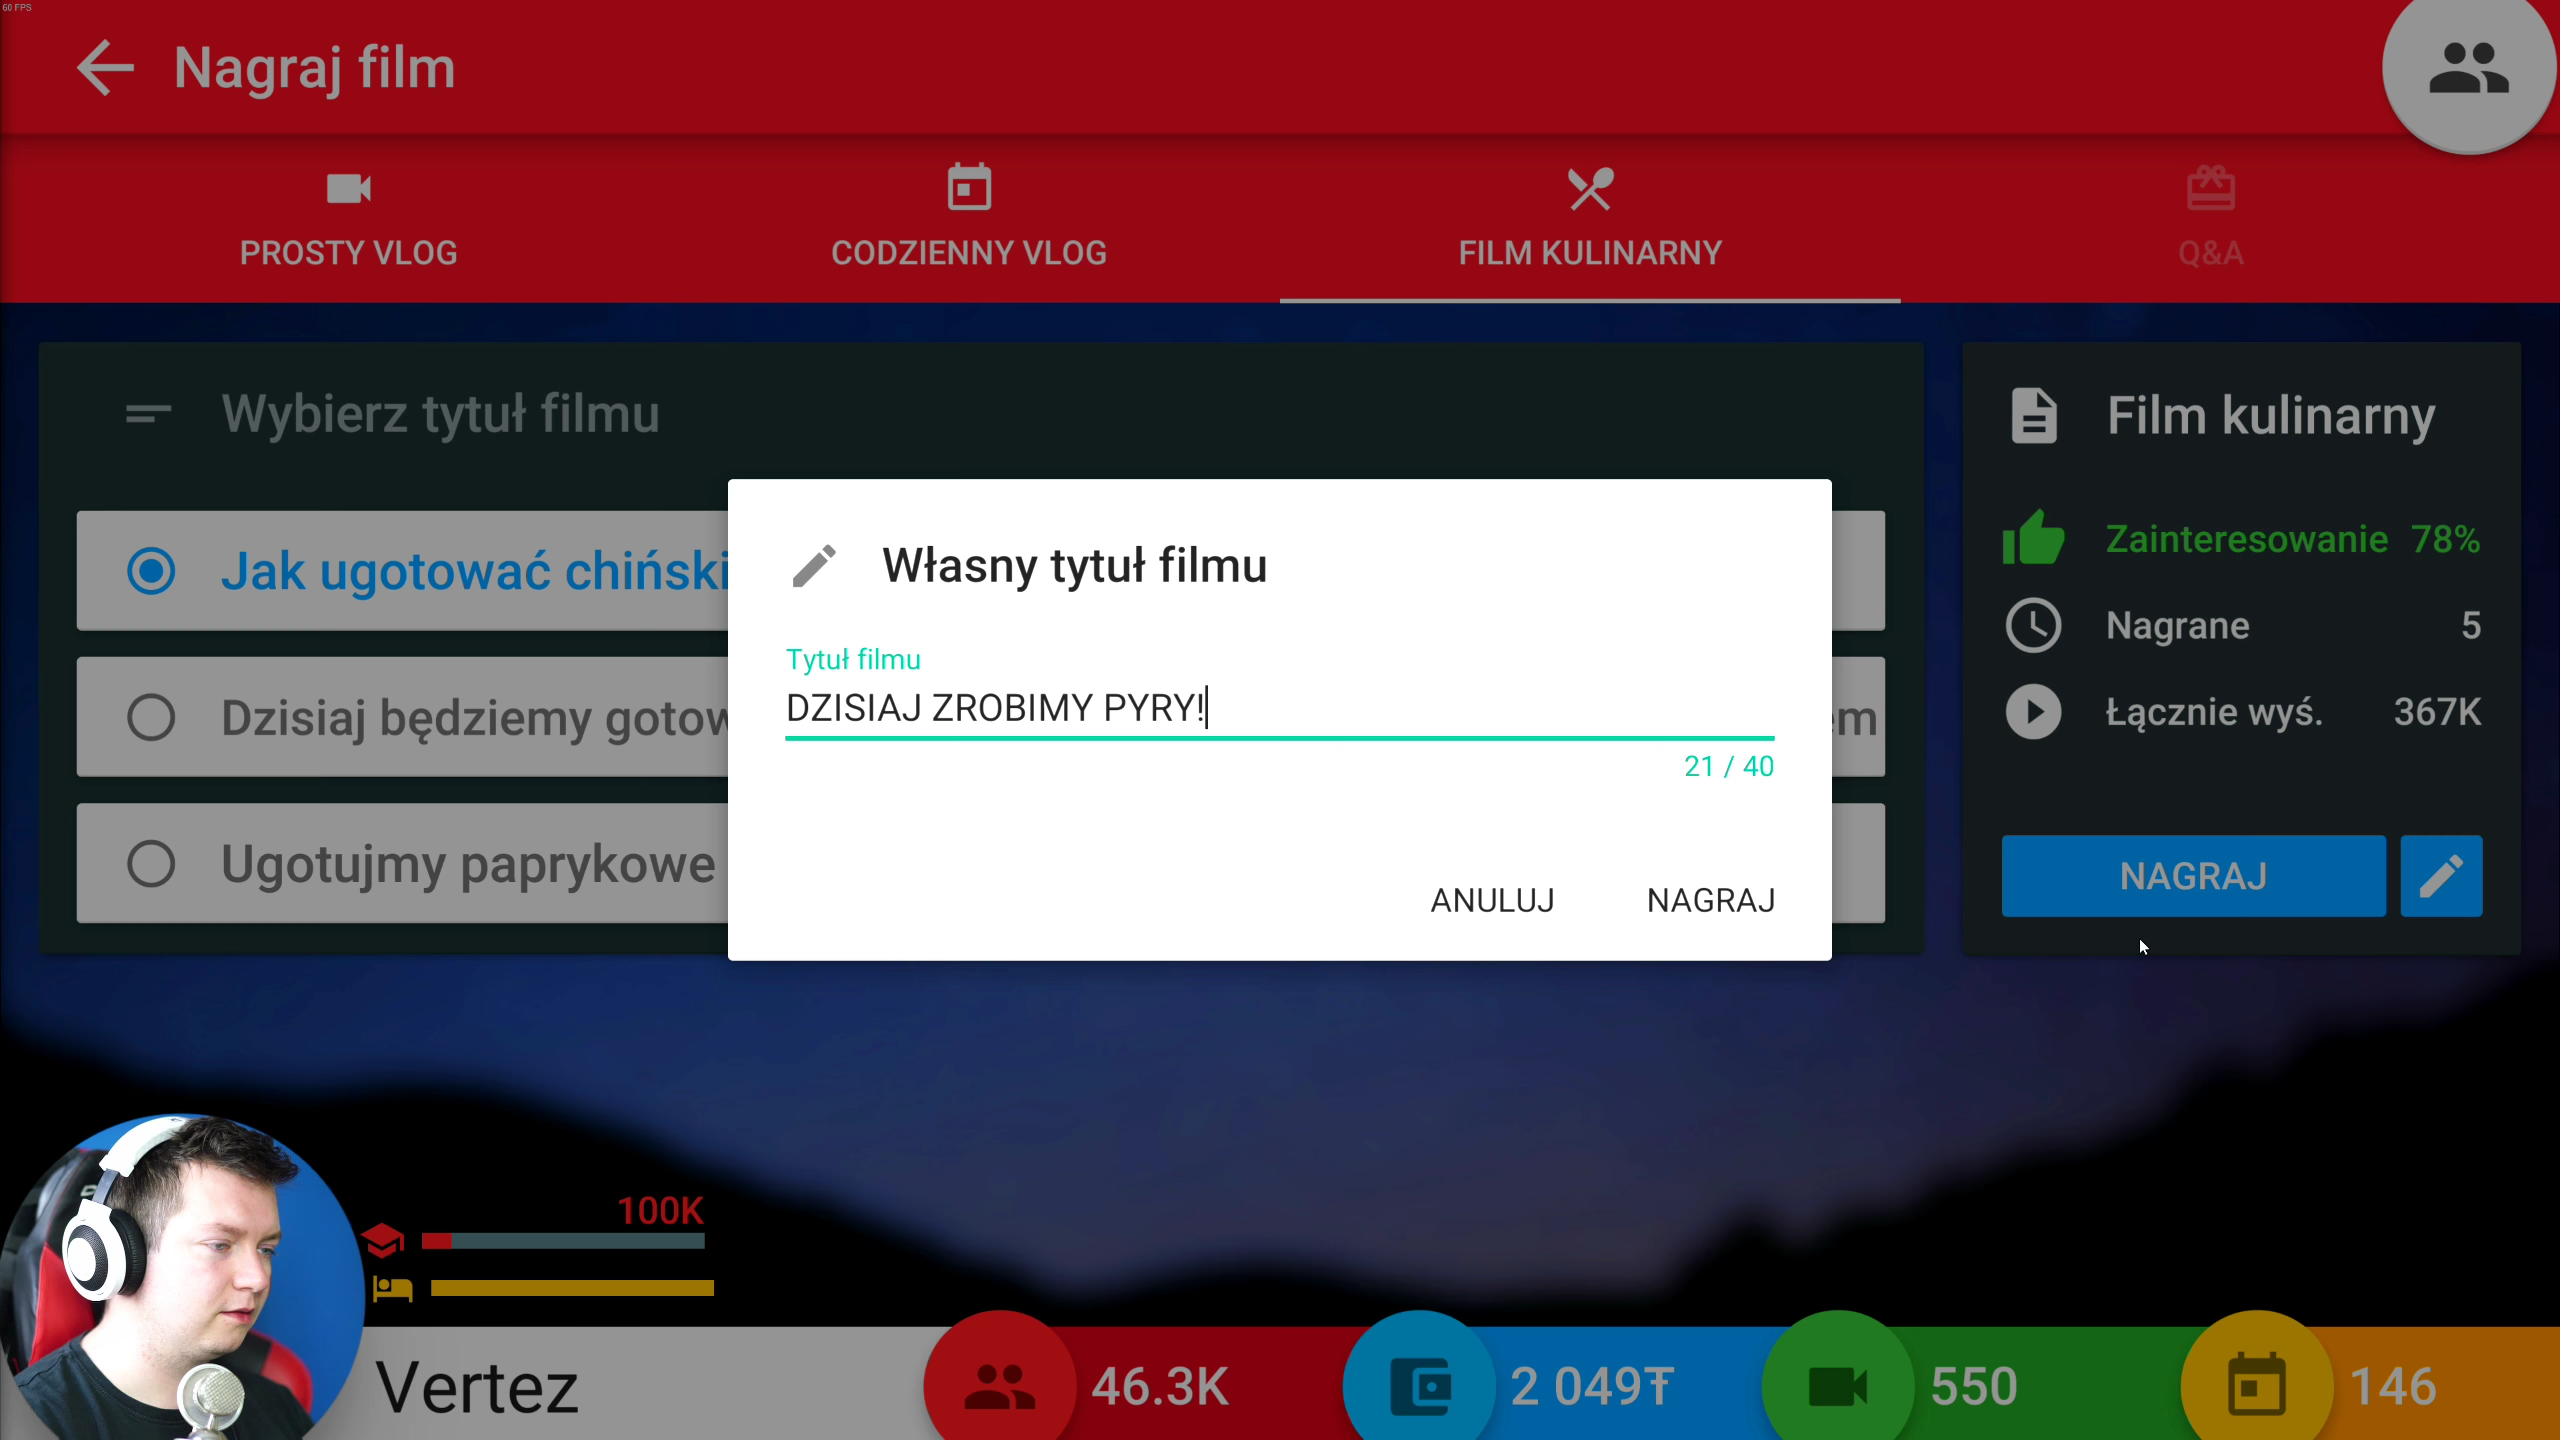 60 FPS
Nagraj film
PROSTY VLOG
CODZIENNY VLOG
FILM KULINARNY
Q&A
Wybierz tytuł filmu
Jak ugotować chiński
Dzisiaj będziemy gotow
em
Ugotujmy paprykowe
Własny tytuł filmu
Tytuł filmu
DZISIAJ ZROBIMY PYRY!
21 / 40
ANULUJ
NAGRAJ
Film kulinarny
Zainteresowanie 78%
Nagrane 5
Łącznie wyś. 367K
NAGRAJ
100K
Vertez
46.3K
2 049Ŧ
550
146